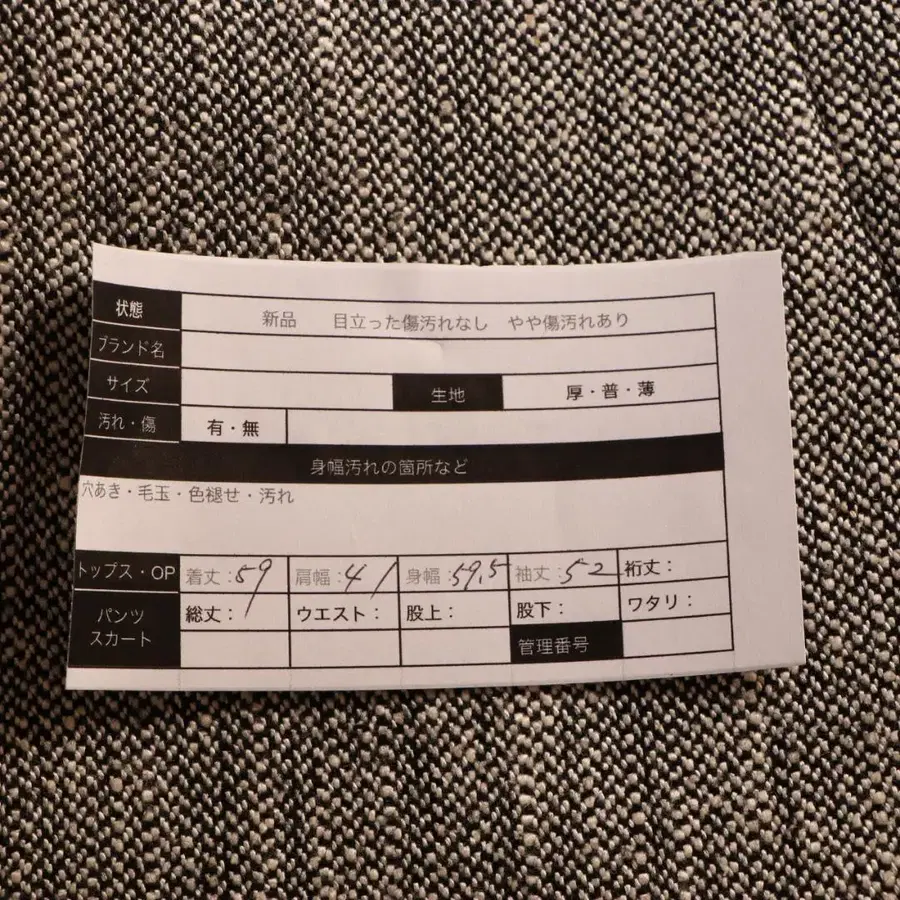 状態 新品 目立った傷汚れなし やや傷汚れあり
ブランド名
サイズ 生地 厚・普・薄
汚れ・傷 有・無
身幅汚れの箇所など
穴あき・毛玉・色褪せ・汚れ
トップス・OP 着丈:59 肩幅:41 身幅:59.5 袖丈:52 裄丈:
パンツ 総丈: ウエスト: 股上: 股下: ワタリ:
スカート 管理番号